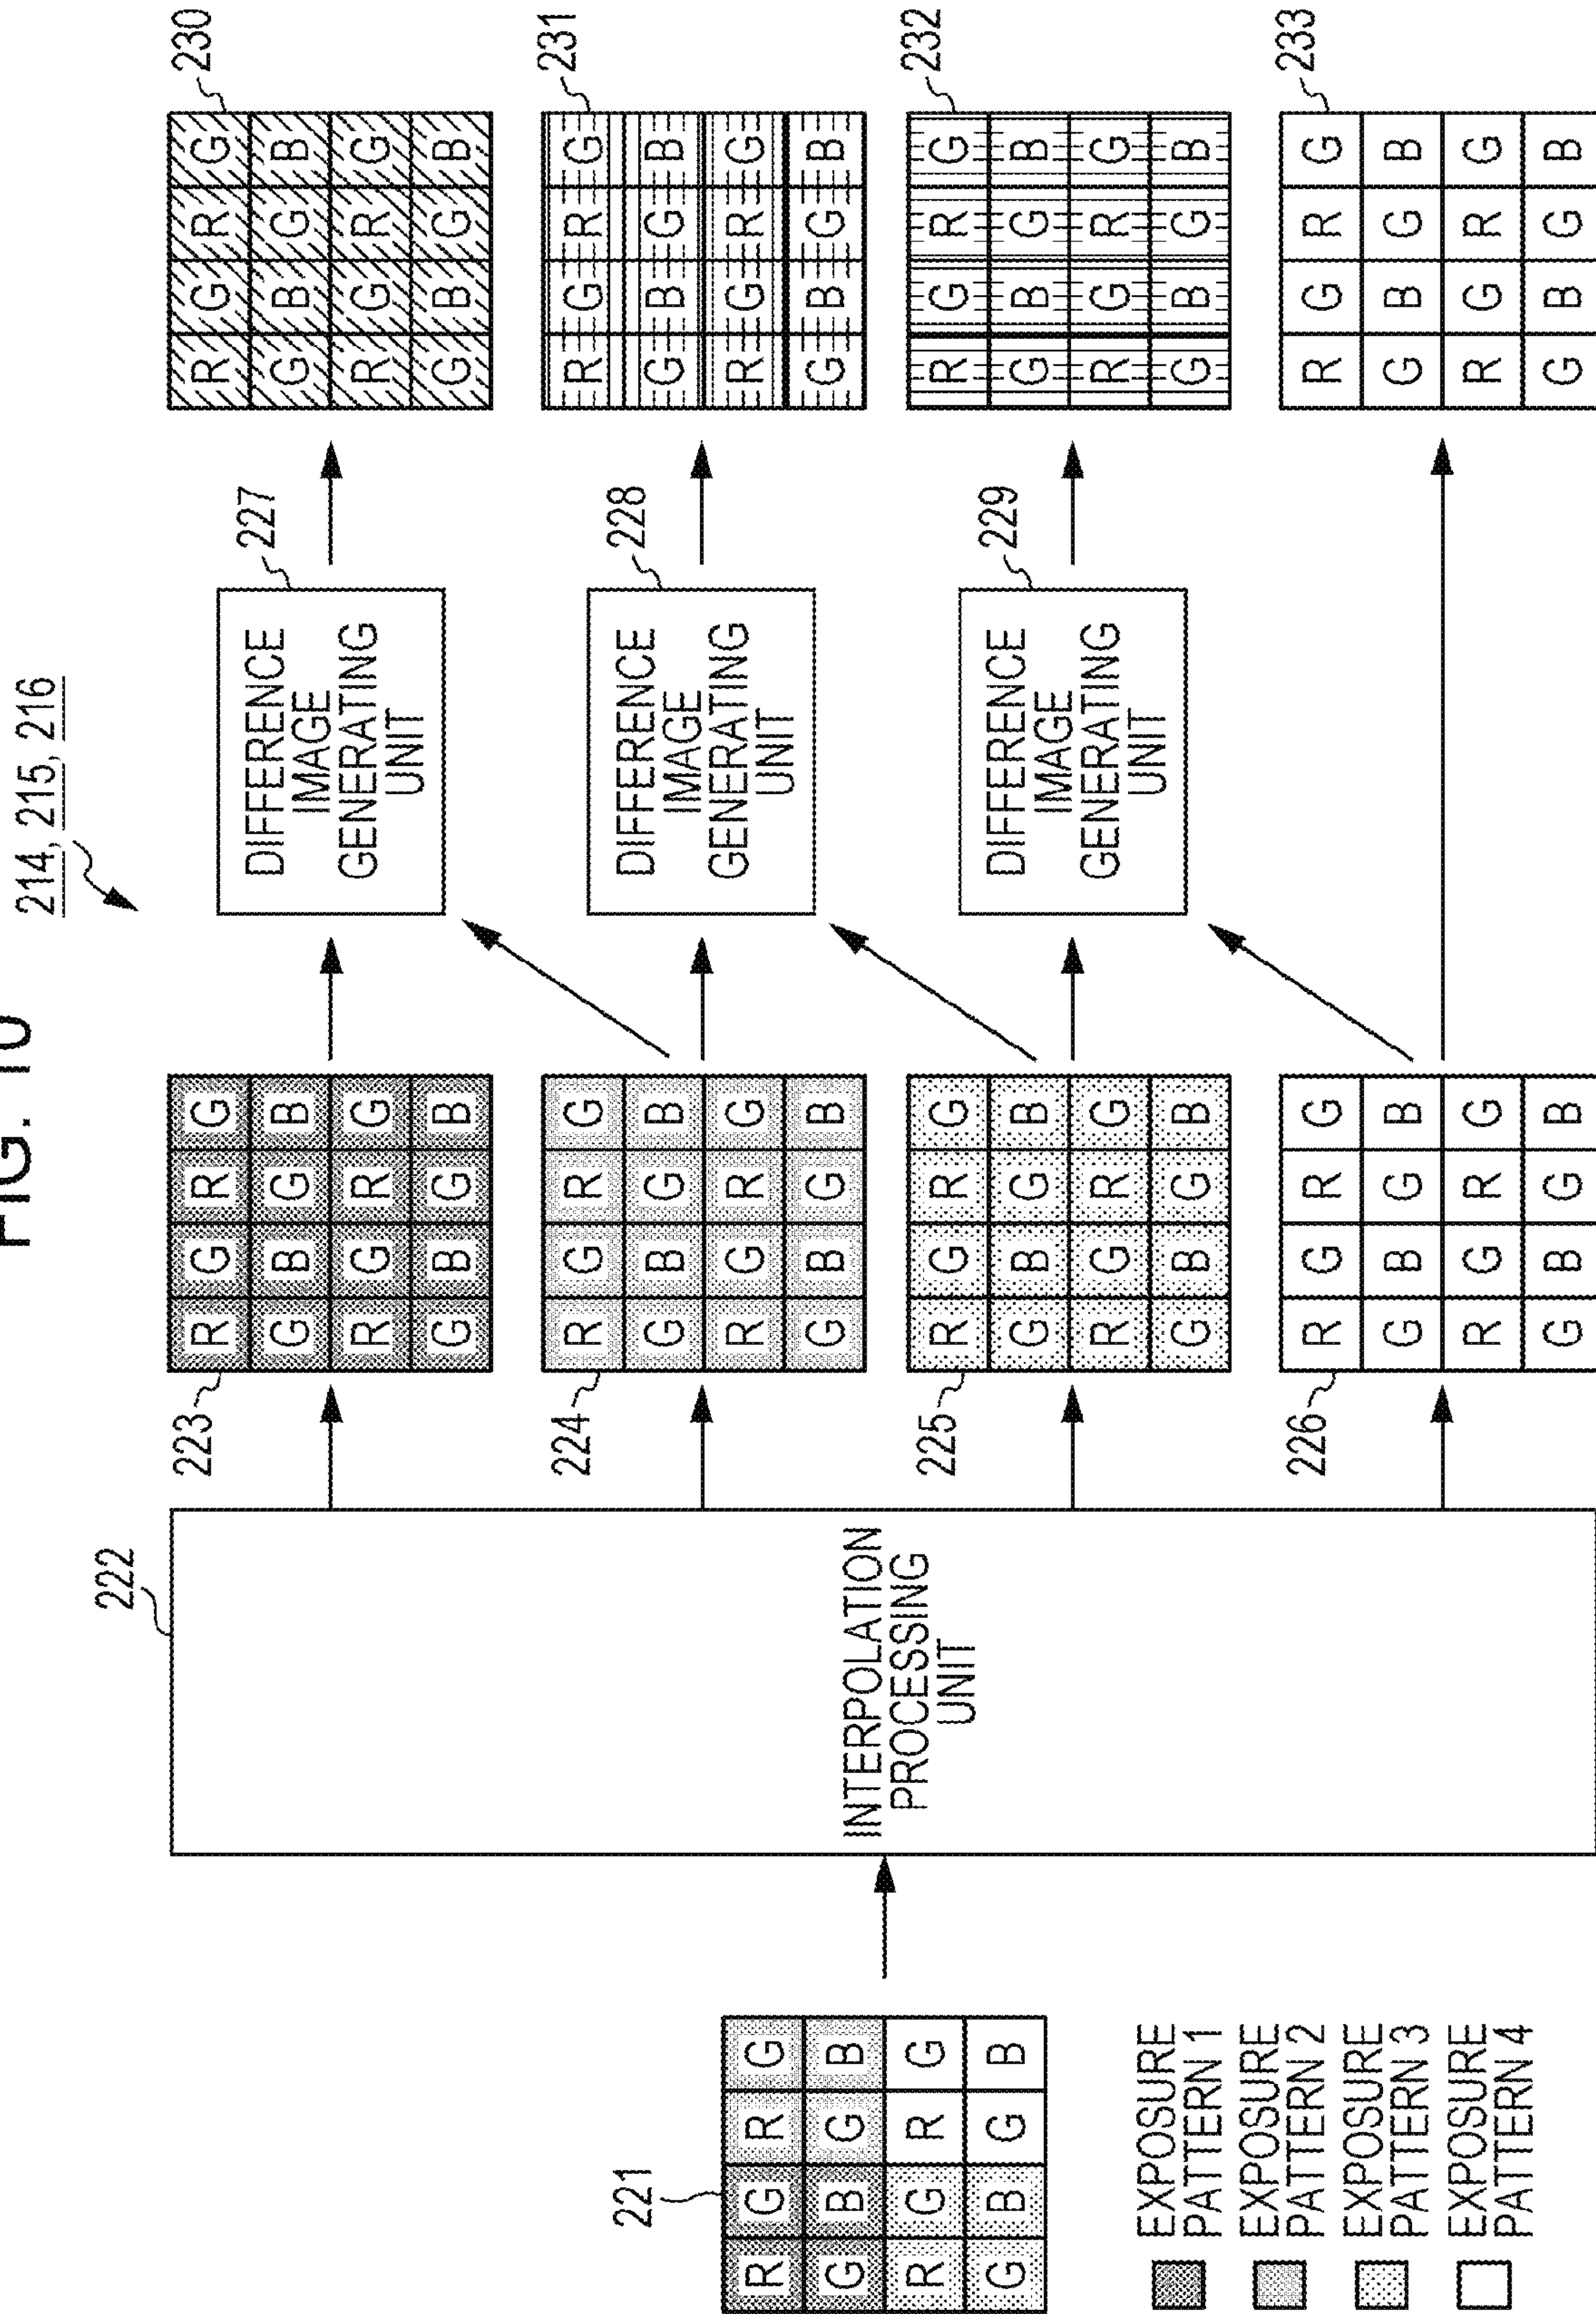 FIG. 10
214, 215, 216
221
R G R G
G B G B
R G R G
G B G B
EXPOSURE
PATTERN 1
EXPOSURE
PATTERN 2
EXPOSURE
PATTERN 3
EXPOSURE
PATTERN 4
222
INTERPOLATION
PROCESSING
UNIT
223
R G R G
G B G B
R G R G
G B G B
224
R G R G
G B G B
R G R G
G B G B
225
R G R G
G B G B
R G R G
G B G B
226
R G R G
G B G B
R G R G
G B G B
227
DIFFERENCE
IMAGE
GENERATING
UNIT
228
DIFFERENCE
IMAGE
GENERATING
UNIT
229
DIFFERENCE
IMAGE
GENERATING
UNIT
230
R G R G
G B G B
R G R G
G B G B
231
R G R G
G B G B
R G R G
G B G B
232
R G R G
G B G B
R G R G
G B G B
233
R G R G
G B G B
R G R G
G B G B